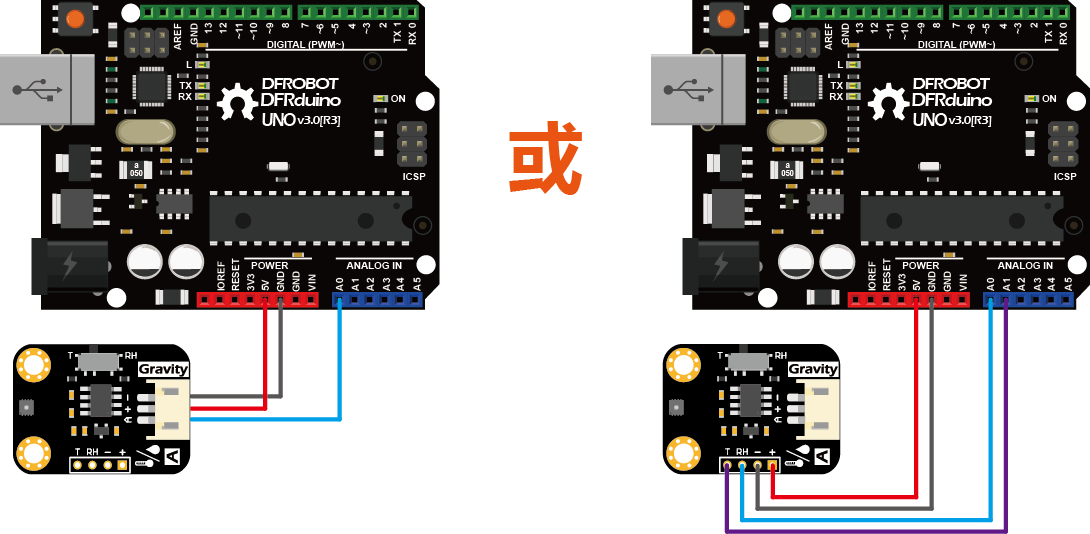 AREF
GND
13
12
~11
~10
~9
8
7
~6
~5
4
~3
2
TX 1
RX 0
DIGITAL (PWM~)
L
TX
RX
DFROBOT
DFRduino
UNO v3.0[R3]
ON
ICSP
a
050
POWER
ANALOG IN
IOREF
RESET
3V3
5V
GND
GND
VIN
A0
A1
A2
A3
A4
A5
T
RH
Gravity
-
+
A
T RH - +
A
或
AREF
GND
13
12
~11
~10
~9
8
7
~6
~5
4
~3
2
TX 1
RX 0
DIGITAL (PWM~)
L
TX
RX
DFROBOT
DFRduino
UNO v3.0[R3]
ON
ICSP
a
050
POWER
ANALOG IN
IOREF
RESET
3V3
5V
GND
GND
VIN
A0
A1
A2
A3
A4
A5
T
RH
Gravity
-
+
A
T RH - +
A